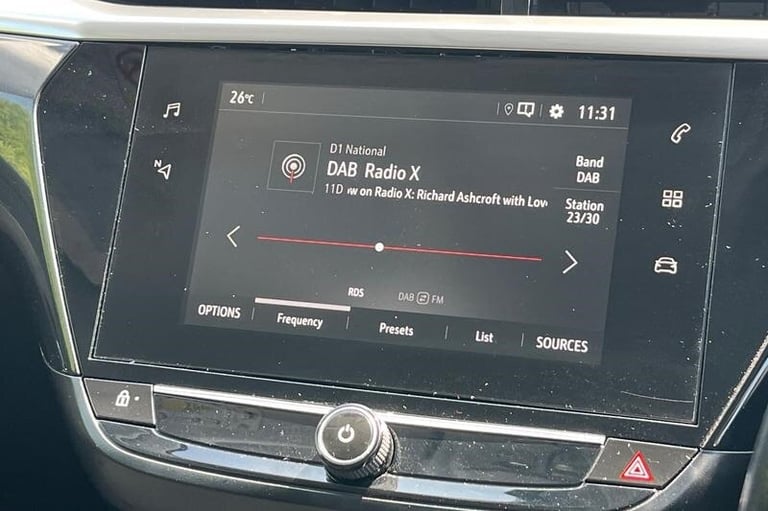 26°C
11:31
N
D1 National
DAB Radio X
11D
on Radio X: Richard Ashcroft with
Band
DAB
Station
23/30
RDS
DAB FM
OPTIONS
Frequency
Presets
List
SOURCES